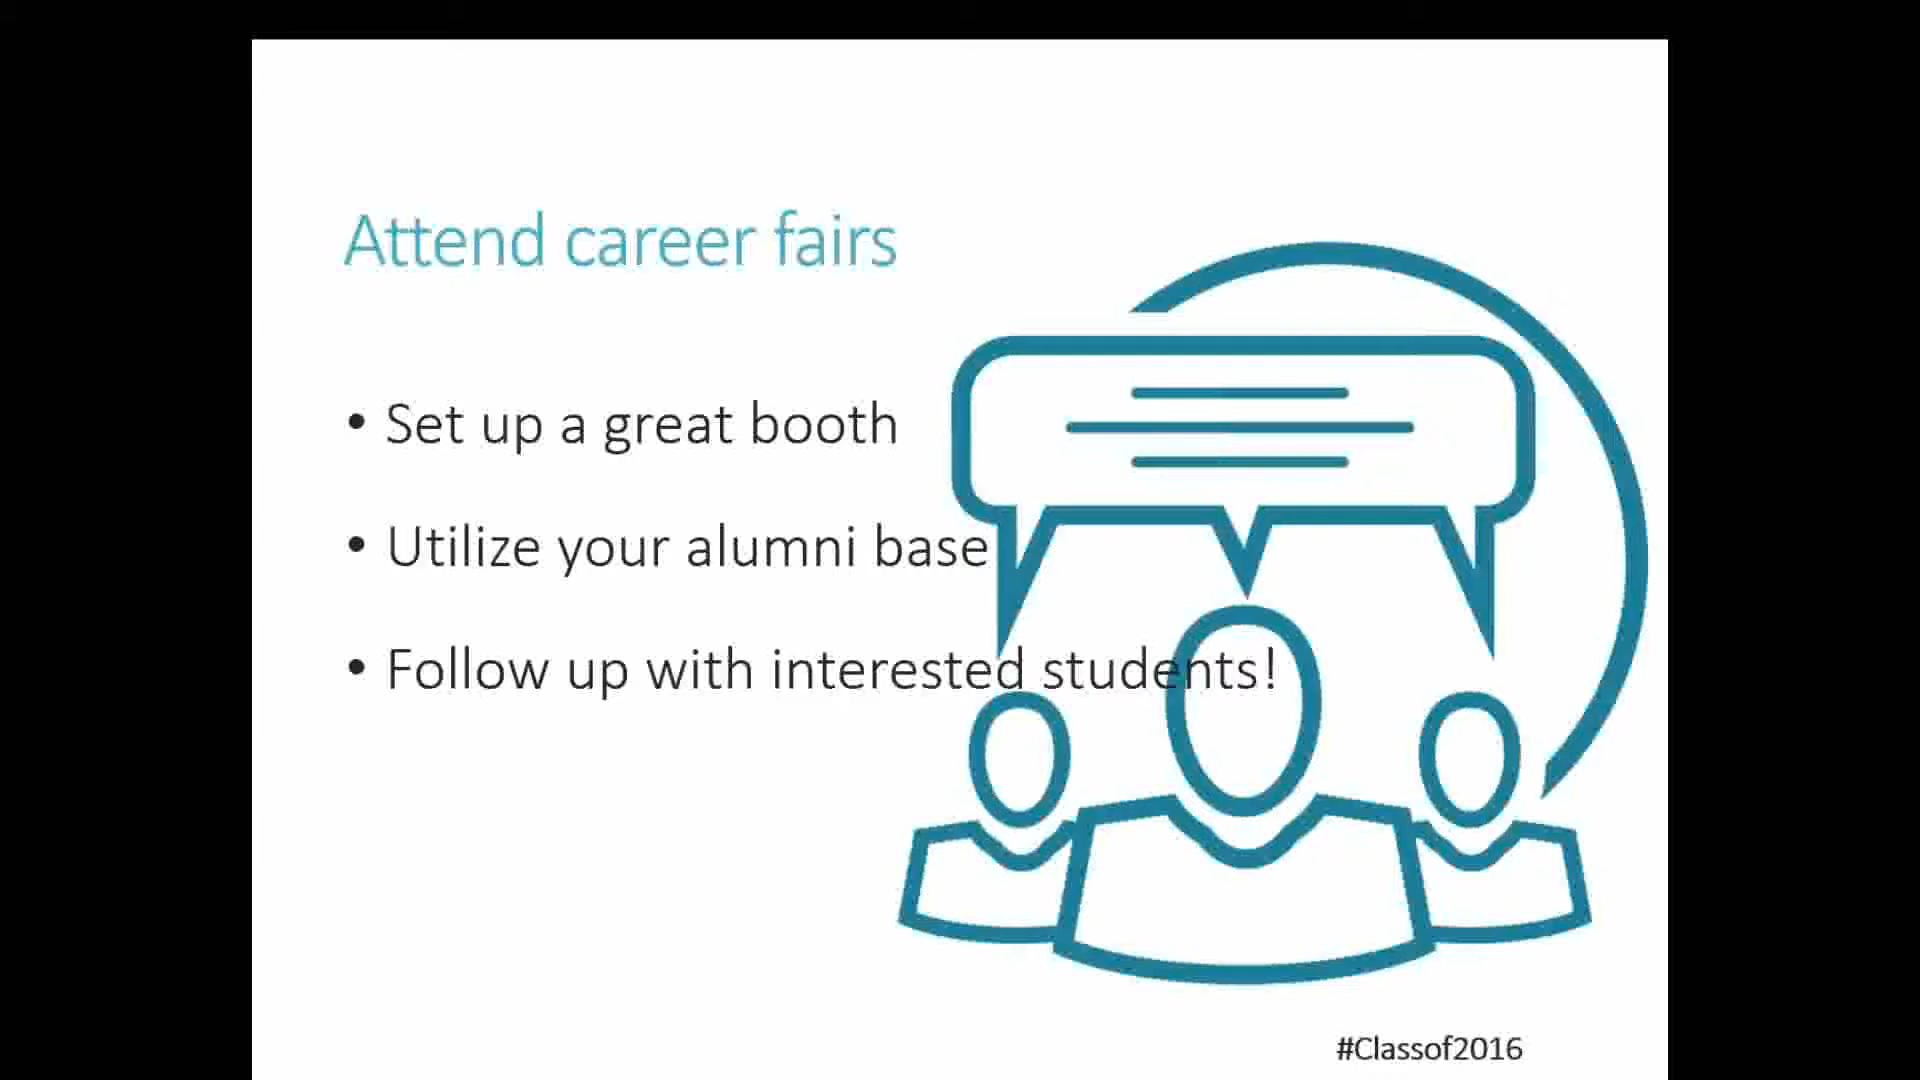 Attend career fairs
• Set up a great booth
• Utilize your alumni base
• Follow up with interested students!
#Classof2016